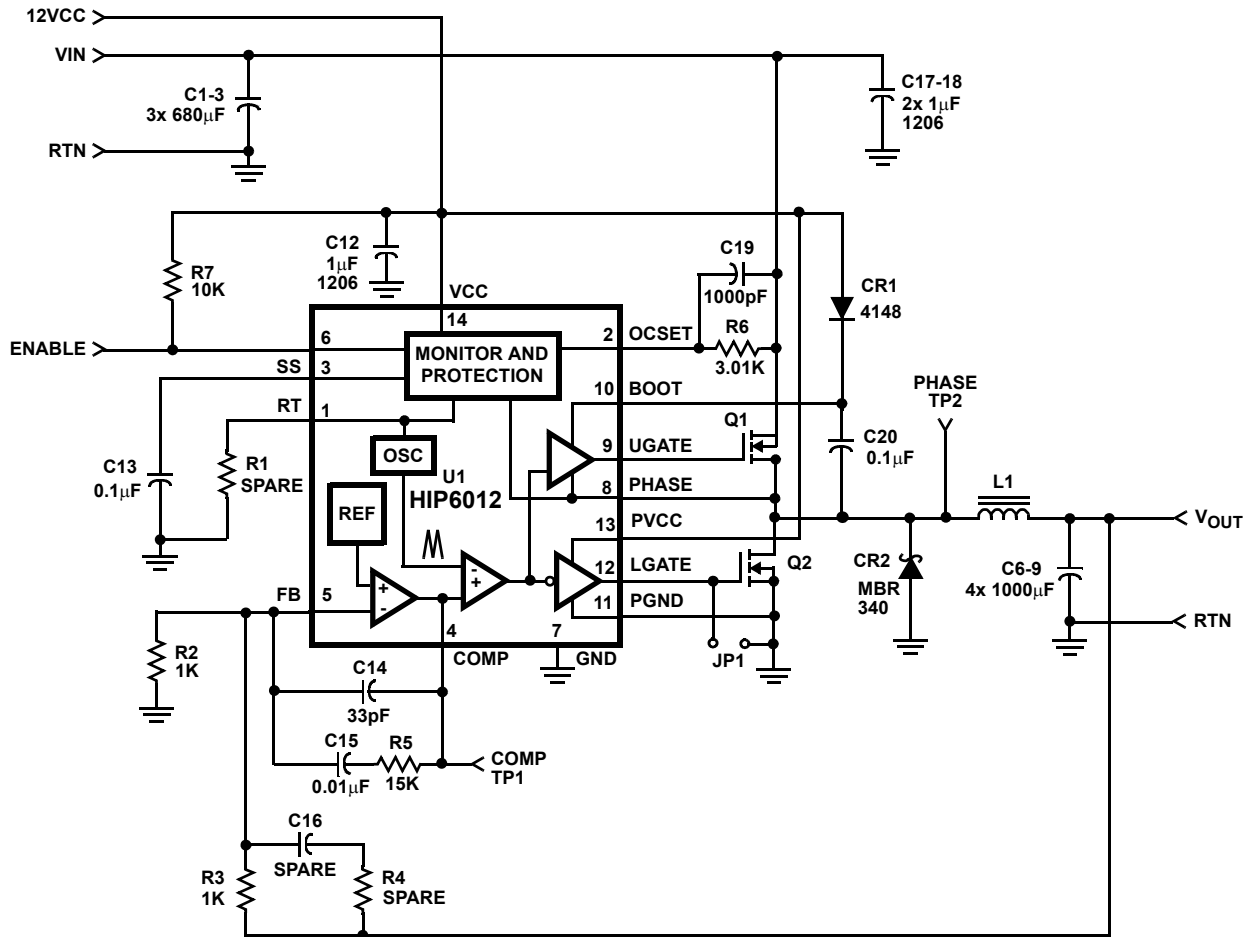 12VCC
VIN
C1-3
3x 680µF
RTN
C17-18
2x 1µF
1206
C12
1µF
1206
R7
10K
VCC
14
C19
1000pF
CR1
4148
ENABLE
6
MONITOR AND
PROTECTION
2 OCSET
R6
3.01K
SS 3
10 BOOT
PHASE
TP2
RT 1
Q1
C20
0.1µF
OSC
9 UGATE
C13
0.1µF
R1
SPARE
U1
HIP6012
8 PHASE
L1
REF
13 PVCC
VOUT
12 LGATE
Q2
CR2
MBR
340
C6-9
4x 1000µF
+
-
-
+
FB 5
11 PGND
RTN
4
COMP
7
GND
JP1
R2
1K
C14
33pF
C15
0.01µF
R5
15K
COMP
TP1
C16
SPARE
R3
1K
R4
SPARE